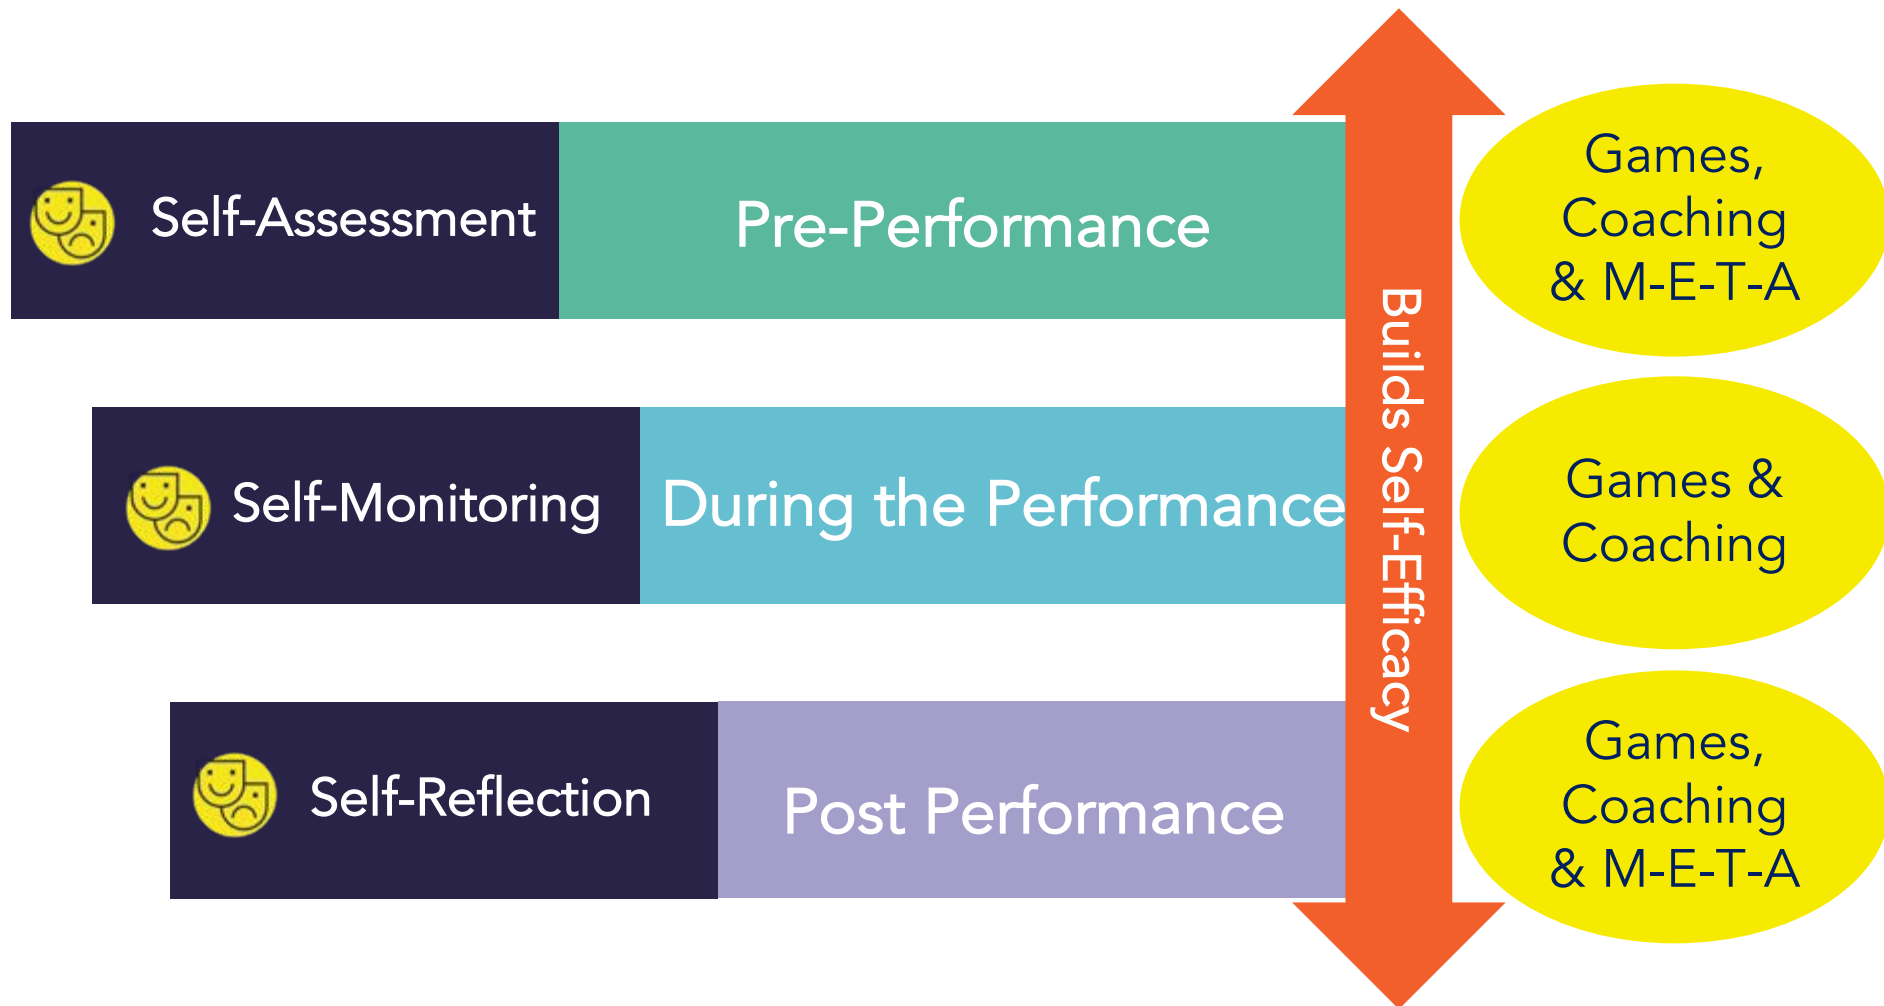 Self-Assessment
Pre-Performance
Games,
Coaching
& M-E-T-A
Self-Monitoring
During the Performance
Games &
Coaching
Self-Reflection
Post Performance
Games,
Coaching
& M-E-T-A
Builds Self-Efficacy